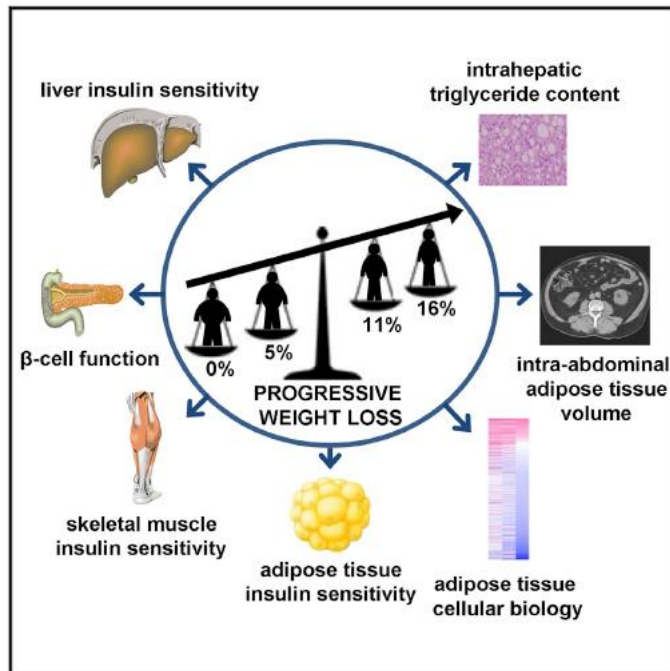 liver insulin sensitivity
intrahepatic
triglyceride content
β-cell function
0%
5%
11%
16%
PROGRESSIVE
WEIGHT LOSS
intra-abdominal
adipose tissue
volume
skeletal muscle
insulin sensitivity
adipose tissue
insulin sensitivity
adipose tissue
cellular biology